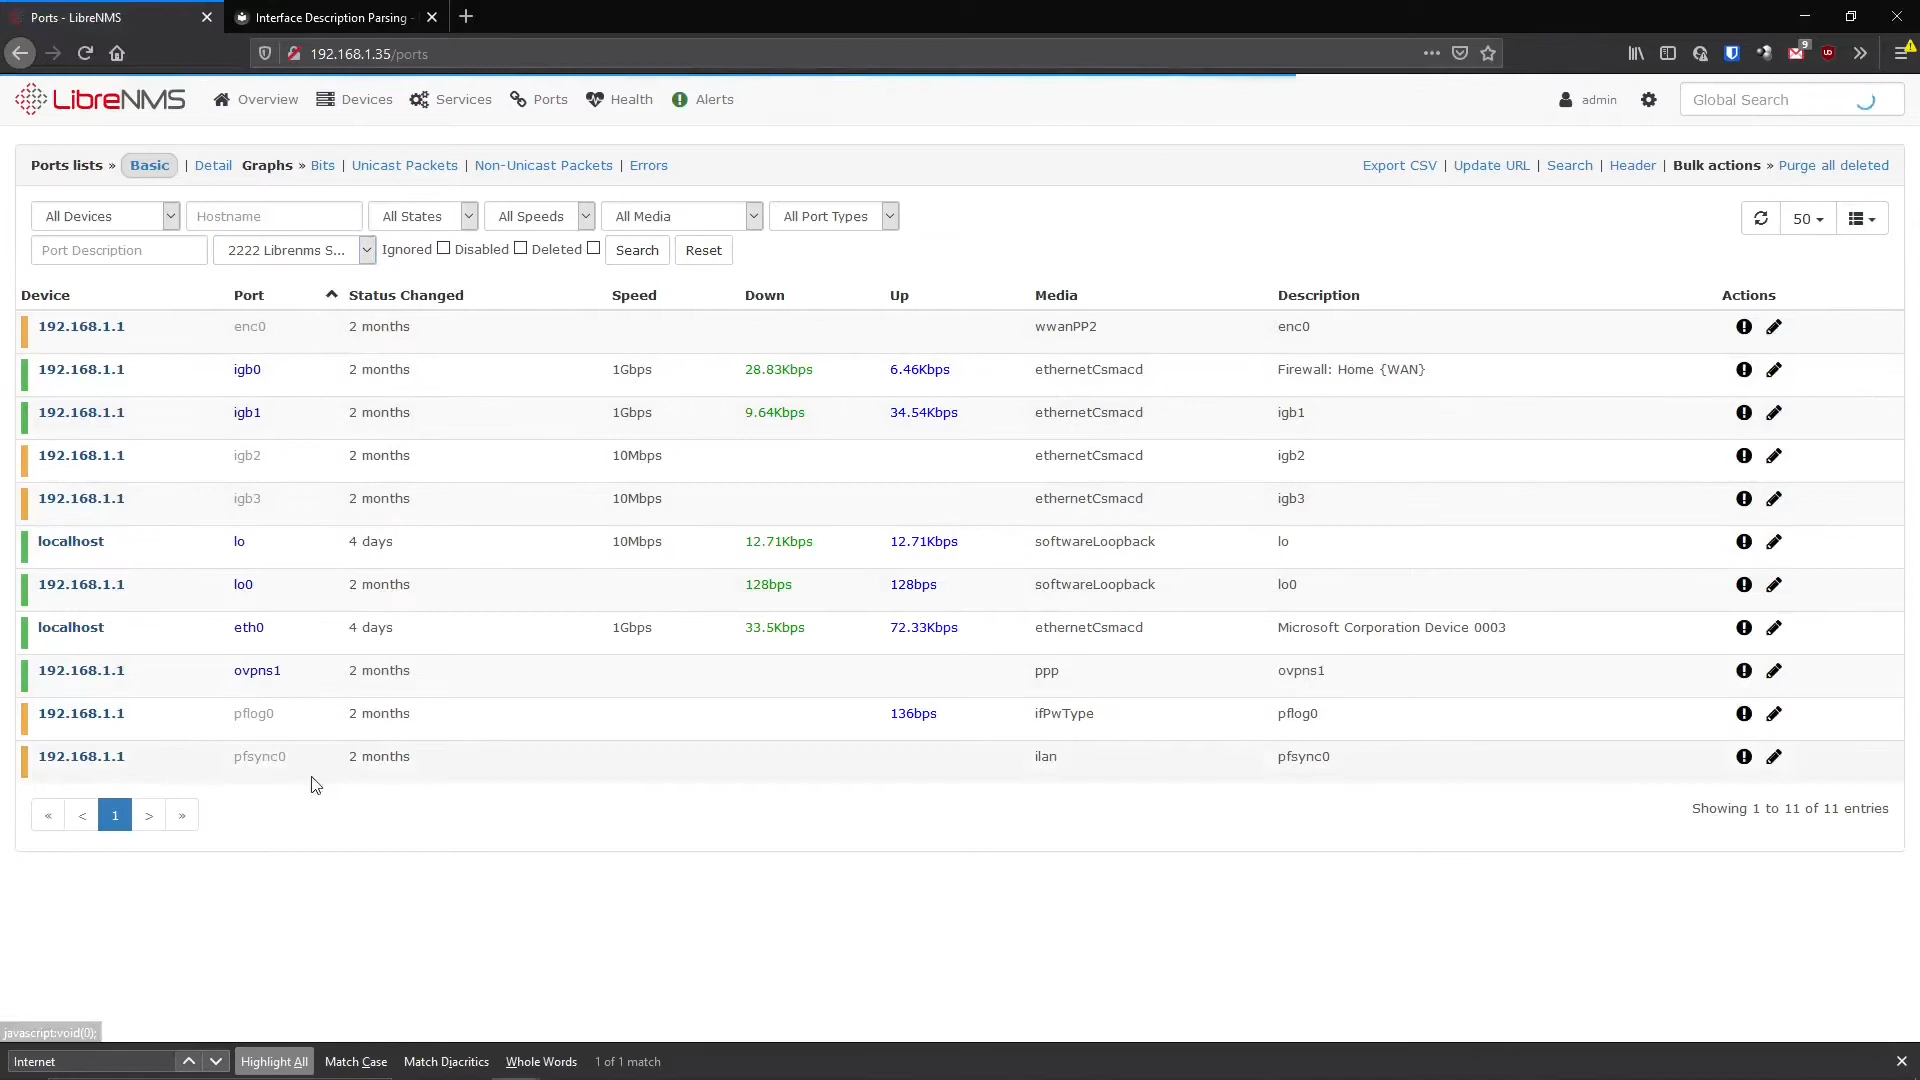 Ports - LibreNMS
Interface Description Parsing -
192.168.1.35/ports
9
LibreNMS Overview Devices Services Ports Health Alerts admin Global Search
Ports lists » Basic | Detail Graphs » Bits | Unicast Packets | Non-Unicast Packets | Errors Export CSV | Update URL | Search | Header | Bulk actions » Purge all deleted
All Devices Hostname All States All Speeds All Media All Port Types 50
Port Description 2222 Librenms S... Ignored Disabled Deleted Search Reset
Device Port Status Changed Speed Down Up Media Description Actions
192.168.1.1 enc0 2 months wwanPP2 enc0
192.168.1.1 igb0 2 months 1Gbps 28.83Kbps 6.46Kbps ethernetCsmacd Firewall: Home {WAN}
192.168.1.1 igb1 2 months 1Gbps 9.64Kbps 34.54Kbps ethernetCsmacd igb1
192.168.1.1 igb2 2 months 10Mbps ethernetCsmacd igb2
192.168.1.1 igb3 2 months 10Mbps ethernetCsmacd igb3
localhost lo 4 days 10Mbps 12.71Kbps 12.71Kbps softwareLoopback lo
192.168.1.1 lo0 2 months 128bps 128bps softwareLoopback lo0
localhost eth0 4 days 1Gbps 33.5Kbps 72.33Kbps ethernetCsmacd Microsoft Corporation Device 0003
192.168.1.1 ovpns1 2 months ppp ovpns1
192.168.1.1 pflog0 2 months 136bps ifPwType pflog0
192.168.1.1 pfsync0 2 months ilan pfsync0
« < 1 > » Showing 1 to 11 of 11 entries
javascript:void(0);
Internet Highlight All Match Case Match Diacritics Whole Words 1 of 1 match